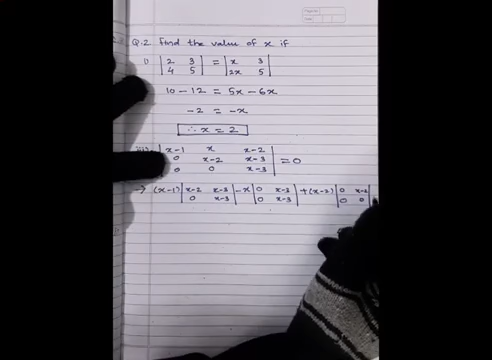 Q.2 Find the value of x if
i) | 2 3 | = | x 3 |
| 4 5 | | 2x 5 |
10 - 12 = 5x - 6x
-2 = -x
∴ x = 2
| x-1 x x-2 |
| 0 x-2 x-3 | = 0
| 0 0 x-3 |
→ (x-1) | x-2 x-3 | - x | 0 x-3 | + (x-2) | 0 x-2 |
| 0 x-3 | | 0 x-3 | | 0 0 |